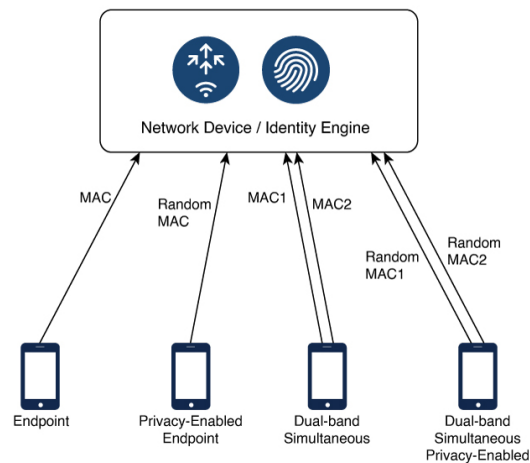 Network Device / Identity Engine
MAC
Random
MAC
MAC1
MAC2
Random
MAC1
Random
MAC2
Endpoint
Privacy-Enabled
Endpoint
Dual-band
Simultaneous
Dual-band
Simultaneous
Privacy-Enabled